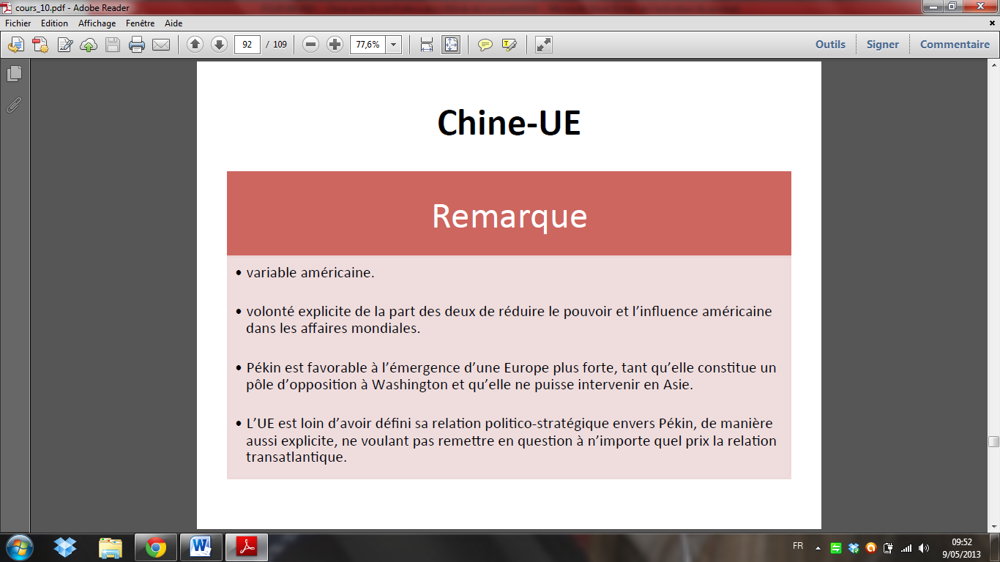 cours_10.pdf - Adobe Reader
Fichier Edition Affichage Fenêtre Aide
92 / 109 77,6% Outils Signer Commentaire
Chine-UE
Remarque
• variable américaine.
• volonté explicite de la part des deux de réduire le pouvoir et l’influence américaine
dans les affaires mondiales.
• Pékin est favorable à l’émergence d’une Europe plus forte, tant qu’elle constitue un
pôle d’opposition à Washington et qu’elle ne puisse intervenir en Asie.
• L’UE est loin d’avoir défini sa relation politico-stratégique envers Pékin, de manière
aussi explicite, ne voulant pas remettre en question à n’importe quel prix la relation
transatlantique.
FR
09:52
9/05/2013